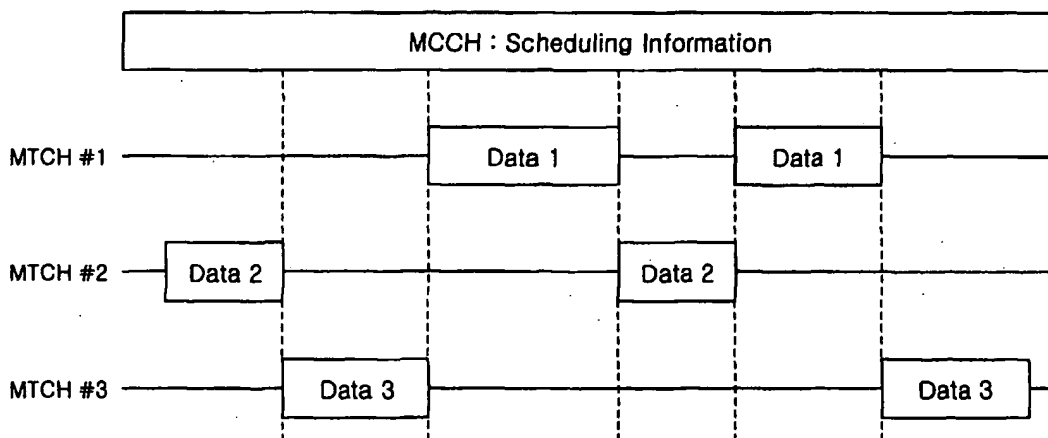 MCCH : Scheduling Information
MTCH #1 Data 1 Data 1
MTCH #2 Data 2 Data 2
MTCH #3 Data 3 Data 3